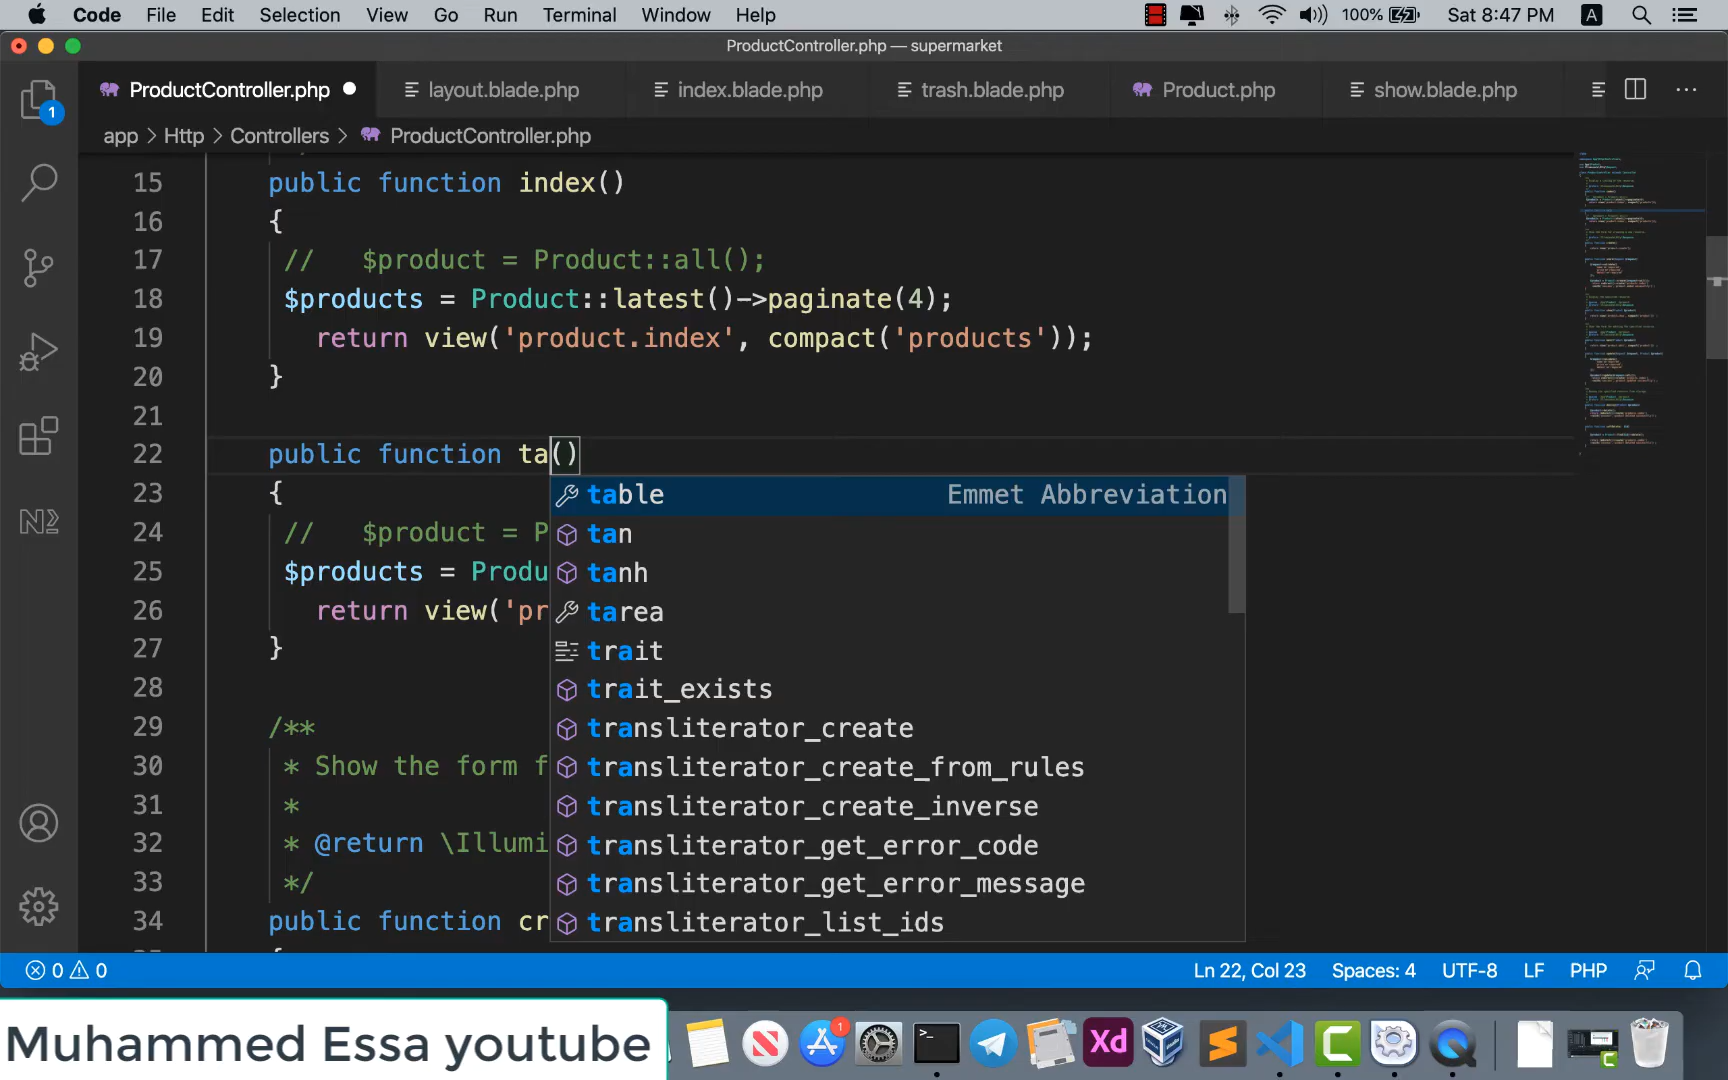 Code File Edit Selection View Go Run Terminal Window Help 100% Sat 8:47 PM A
ProductController.php — supermarket
ProductController.php layout.blade.php index.blade.php trash.blade.php Product.php show.blade.php
1
app > Http > Controllers > ProductController.php
15 public function index()
16 {
17 // $product = Product::all();
18 $products = Product::latest()->paginate(4);
19 return view('product.index', compact('products'));
20 }
21
22 public function ta()
23 {
24 // $product = P
25 $products = Produ
26 return view('pr
27 }
28
29 /**
30 * Show the form f
31 *
32 * @return \Illumi
33 */
34 public function cr
table Emmet Abbreviation
tan
tanh
tarea
trait
trait_exists
transliterator_create
transliterator_create_from_rules
transliterator_create_inverse
transliterator_get_error_code
transliterator_get_error_message
transliterator_list_ids
0 0 Ln 22, Col 23 Spaces: 4 UTF-8 LF PHP
Muhammed Essa youtube
1
Xd